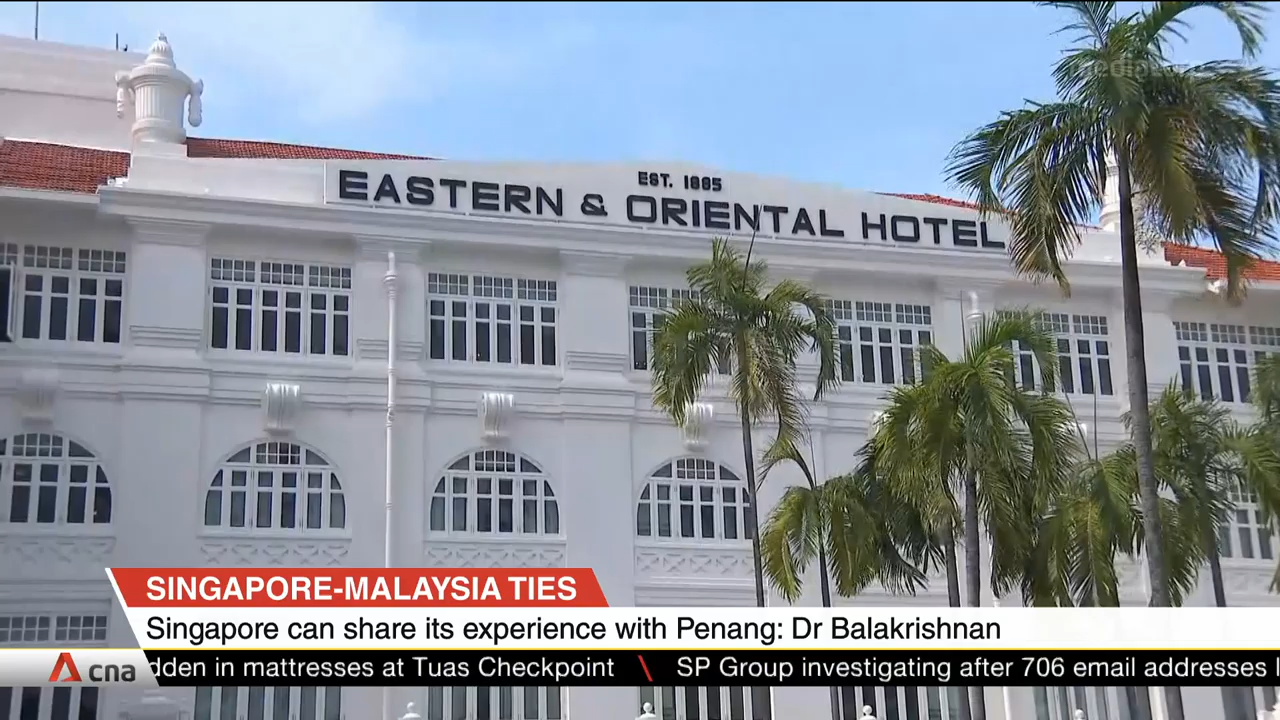 EST. 1885
EASTERN & ORIENTAL HOTEL
SINGAPORE-MALAYSIA TIES
Singapore can share its experience with Penang: Dr Balakrishnan
cna
dden in mattresses at Tuas Checkpoint \ SP Group investigating after 706 email addresses